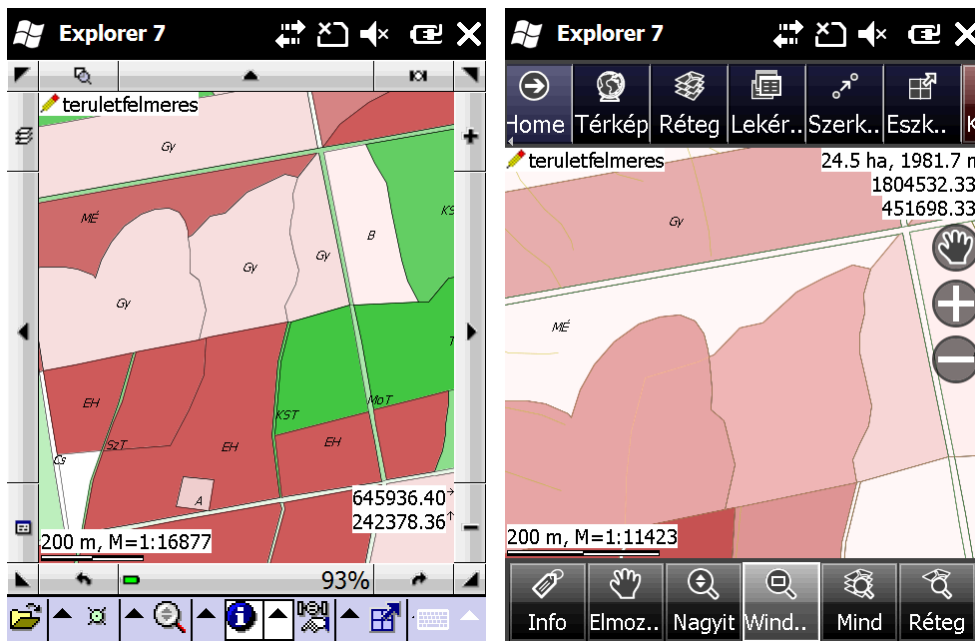 Explorer 7
teruletfelmeres
Gy
MÉ
KS
B
Gy
Gy
Gy
EH
KST
MoT
SzT
EH
EH
Cs
A
645936.40
242378.36
200 m, M=1:16877
93%
Explorer 7
Home Térkép Réteg Lekér.. Szerk.. Eszk.. K
teruletfelmeres
24.5 ha, 1981.7 m
1804532.33
451698.33
Gy
MÉ
200 m, M=1:11423
Info Elmoz.. Nagyit Wind.. Mind Réteg